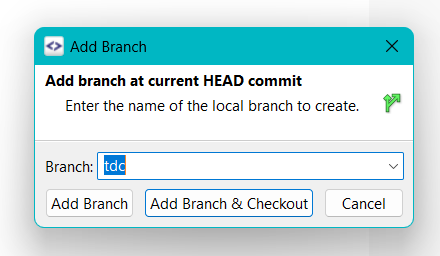 Add Branch
Add branch at current HEAD commit
Enter the name of the local branch to create.
Branch: tdc
Add Branch Add Branch & Checkout Cancel